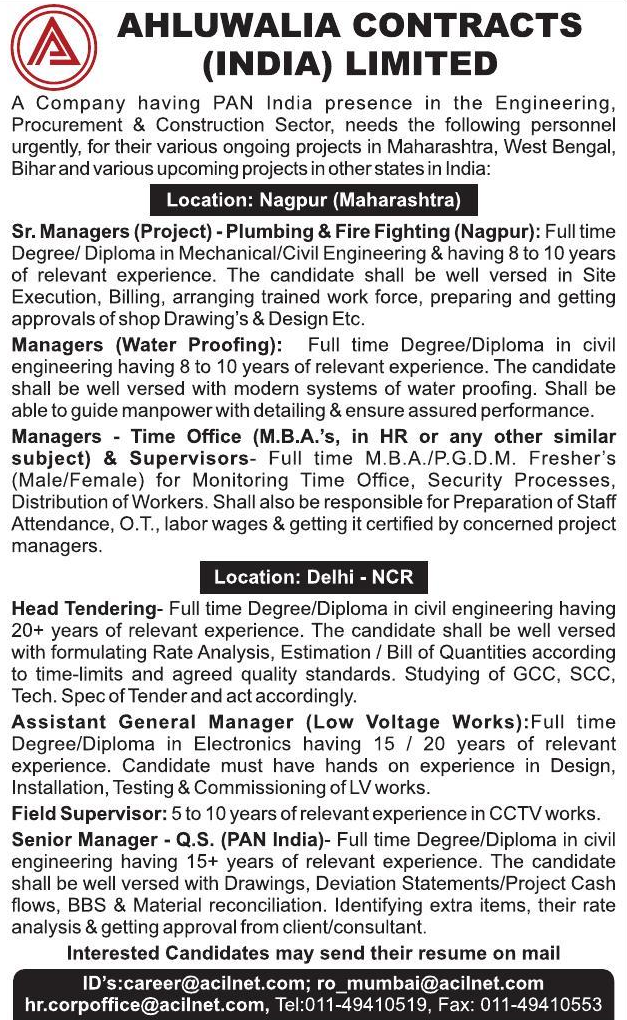 AHLUWALIA CONTRACTS
(INDIA) LIMITED
A Company having PAN India presence in the Engineering,
Procurement & Construction Sector, needs the following personnel
urgently, for their various ongoing projects in Maharashtra, West Bengal,
Bihar and various upcoming projects in other states in India:
Location: Nagpur (Maharashtra)
Sr. Managers (Project) - Plumbing & Fire Fighting (Nagpur): Full time
Degree/ Diploma in Mechanical/Civil Engineering & having 8 to 10 years
of relevant experience. The candidate shall be well versed in Site
Execution, Billing, arranging trained work force, preparing and getting
approvals of shop Drawing's & Design Etc.
Managers (Water Proofing): Full time Degree/Diploma in civil
engineering having 8 to 10 years of relevant experience. The candidate
shall be well versed with modern systems of water proofing. Shall be
able to guide manpower with detailing & ensure assured performance.
Managers - Time Office (M.B.A.'s, in HR or any other similar
subject) & Supervisors- Full time M.B.A./P.G.D.M. Fresher's
(Male/Female) for Monitoring Time Office, Security Processes,
Distribution of Workers. Shall also be responsible for Preparation of Staff
Attendance, O.T., labor wages & getting it certified by concerned project
managers.
Location: Delhi - NCR
Head Tendering- Full time Degree/Diploma in civil engineering having
20+ years of relevant experience. The candidate shall be well versed
with formulating Rate Analysis, Estimation / Bill of Quantities according
to time-limits and agreed quality standards. Studying of GCC, SCC,
Tech. Spec of Tender and act accordingly.
Assistant General Manager (Low Voltage Works):Full time
Degree/Diploma in Electronics having 15 / 20 years of relevant
experience. Candidate must have hands on experience in Design,
Installation, Testing & Commissioning of LV works.
Field Supervisor: 5 to 10 years of relevant experience in CCTV works.
Senior Manager - Q.S. (PAN India)- Full time Degree/Diploma in civil
engineering having 15+ years of relevant experience. The candidate
shall be well versed with Drawings, Deviation Statements/Project Cash
flows, BBS & Material reconciliation. Identifying extra items, their rate
analysis & getting approval from client/consultant.
Interested Candidates may send their resume on mail
ID's:career@acilnet.com; ro_mumbai@acilnet.com
hr.corpoffice@acilnet.com, Tel:011-49410519, Fax: 011-49410553